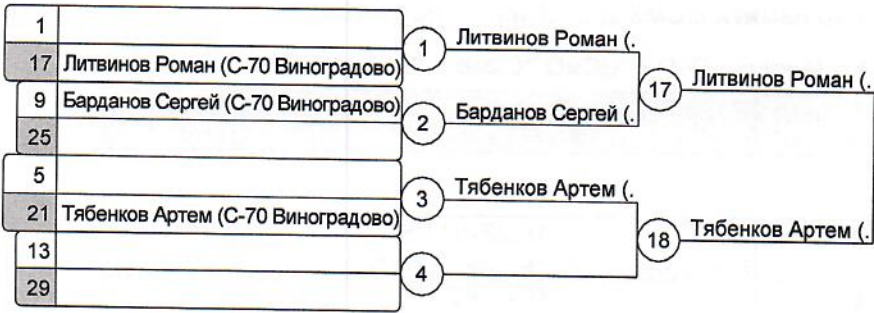 1
17 Литвинов Роман (С-70 Виноградово)
1
Литвинов Роман (.
9 Барданов Сергей (С-70 Виноградово)
25
2
Барданов Сергей (.
17
Литвинов Роман (.
5
21 Тябенков Артем (С-70 Виноградово)
3
Тябенков Артем (.
13
29
4
18
Тябенков Артем (.